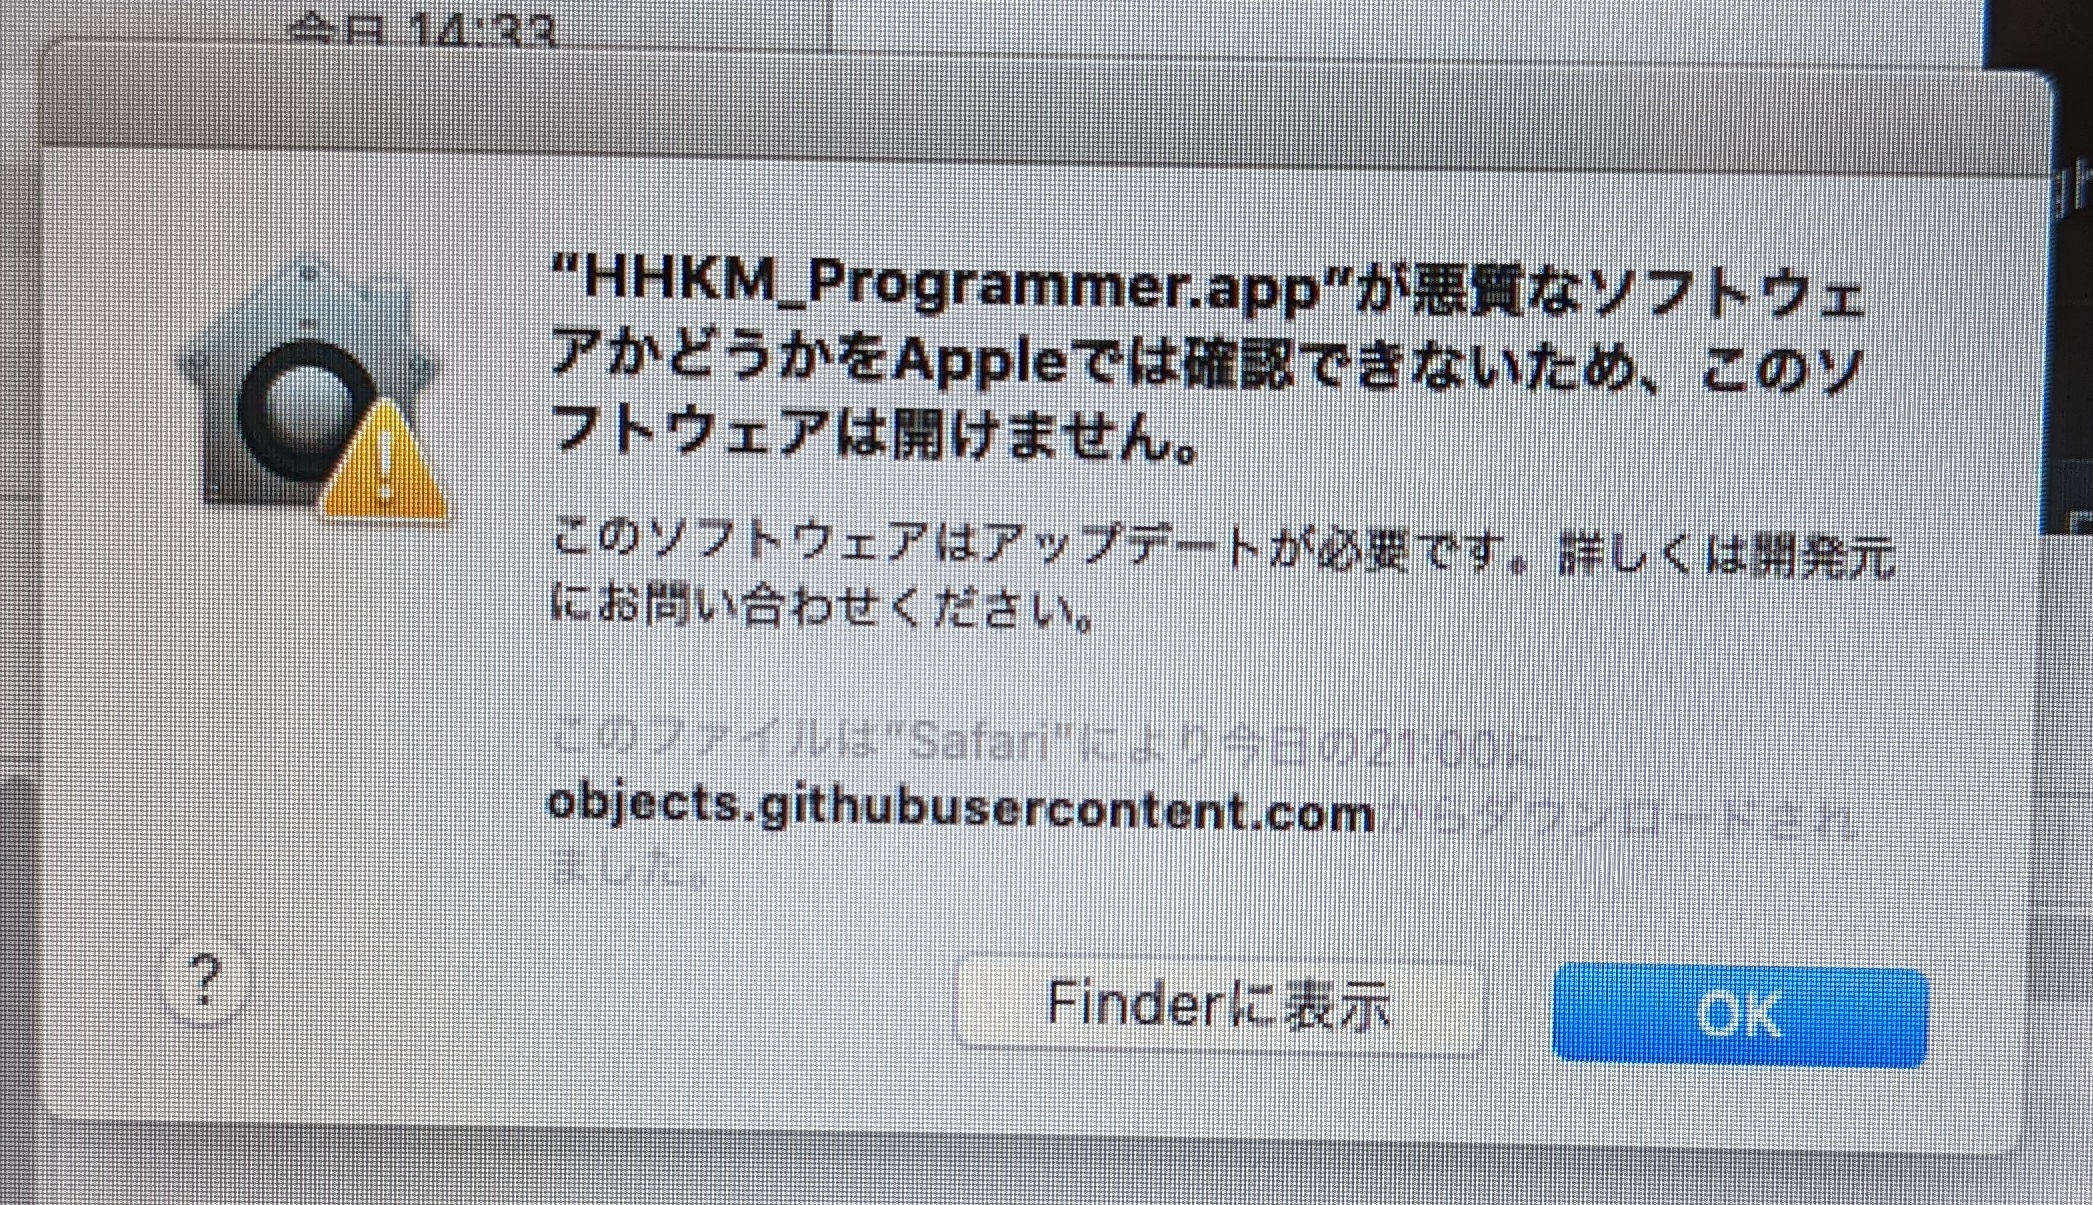 今日 14:33
“HHKM_Programmer.app”が悪質なソフトウェ
アかどうかをAppleでは確認できないため、このソ
フトウェアは開けません。
このソフトウェアはアップデートが必要です。詳しくは開発元
にお問い合わせください。
このファイルは“Safari”により今日の21:00に
objects.githubusercontent.comからダウンロードされ
ました。
?
Finderに表示
OK